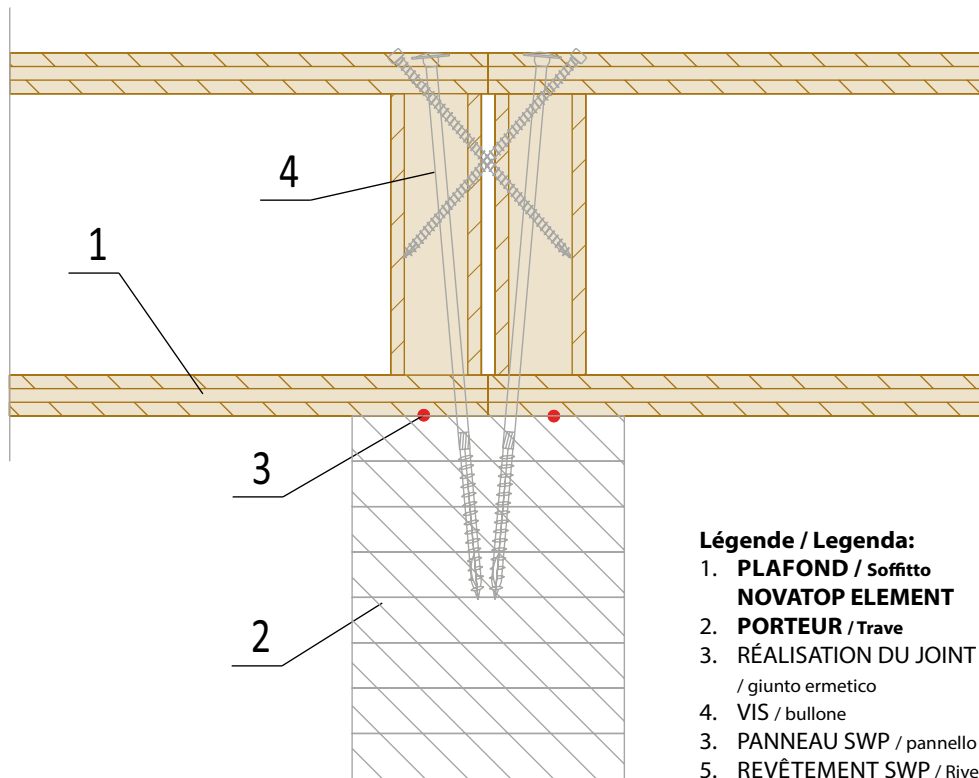 4
1
3
2
Légende / Legenda:
1. PLAFOND / Soffitto
NOVATOP ELEMENT
2. PORTEUR / Trave
3. RÉALISATION DU JOINT
/ giunto ermetico
4. VIS / bullone
3. PANNEAU SWP / pannello
5. REVÊTEMENT SWP / Rive